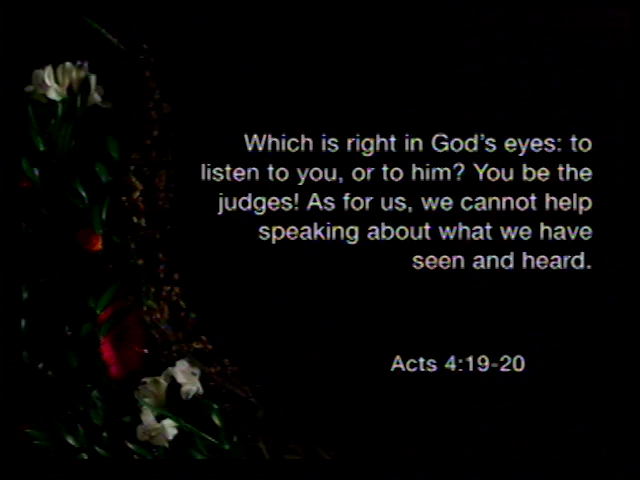 Which is right in God's eyes: to
listen to you, or to him? You be the
judges! As for us, we cannot help
speaking about what we have
seen and heard.
Acts 4:19-20